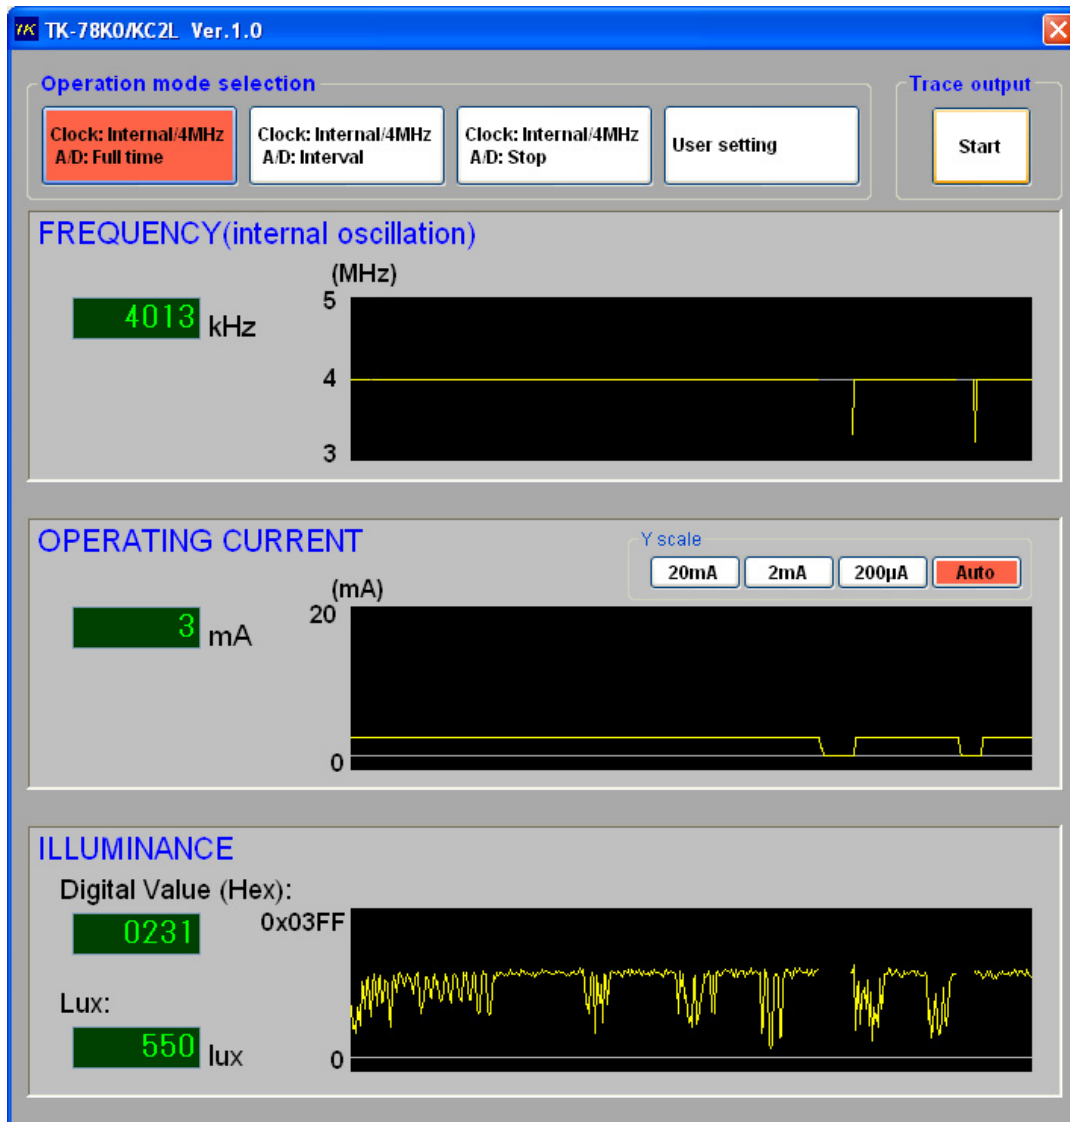 TK TK-78K0/KC2L Ver.1.0
Operation mode selection
Trace output
Clock: Internal/4MHz
A/D: Full time
Clock: Internal/4MHz
A/D: Interval
Clock: Internal/4MHz
A/D: Stop
User setting
Start
FREQUENCY(internal oscillation)
(MHz)
4013 kHz
5
4
3
OPERATING CURRENT
Y scale
20mA
2mA
200µA
Auto
(mA)
3 mA
20
0
ILLUMINANCE
Digital Value (Hex):
0231
0x03FF
Lux:
550 lux
0